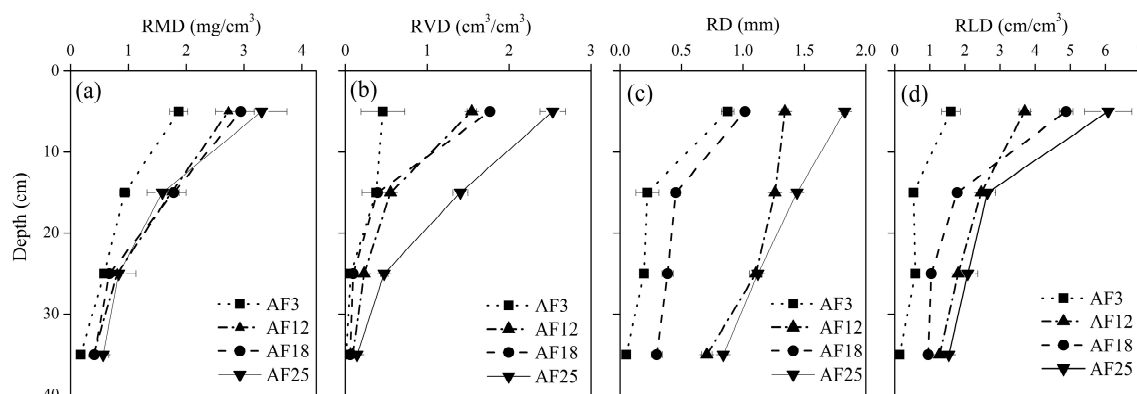 RMD (mg/cm³) RVD (cm³/cm³) RD (mm) RLD (cm/cm³)
0 1 2 3 4 0 1 2 3 0.0 0.5 1.0 1.5 2.0 0 1 2 3 4 5 6
0
(a) (b) (c) (d)
10
20
30
40
Depth (cm)
AF3
AF12
AF18
AF25
AF3
AF12
AF18
AF25
AF3
AF12
AF18
AF25
AF3
AF12
AF18
AF25